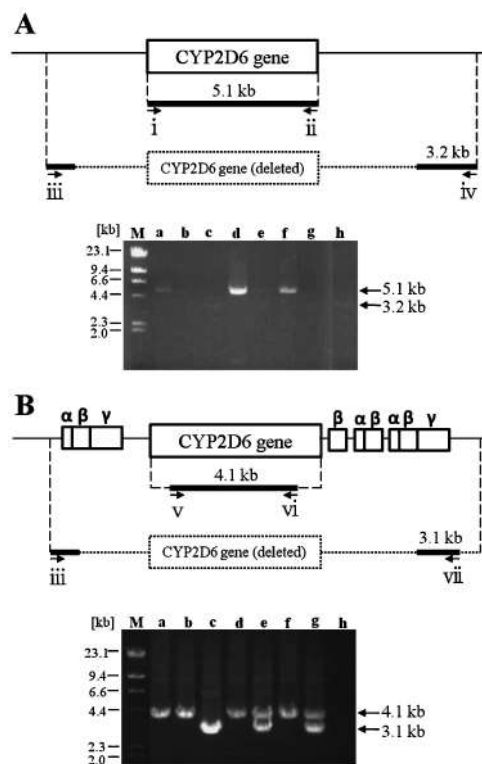 A
CYP2D6 gene
5.1 kb
i ii
3.2 kb
CYP2D6 gene (deleted)
iii iv
[kb] M a b c d e f g h
23.1
9.4
6.6
4.4
2.3
2.0
5.1 kb
3.2 kb
B
α β γ β α β α β γ
CYP2D6 gene
4.1 kb
v vi
3.1 kb
CYP2D6 gene (deleted)
iii vii
[kb] M a b c d e f g h
23.1
9.4
6.6
4.4
2.3
2.0
4.1 kb
3.1 kb